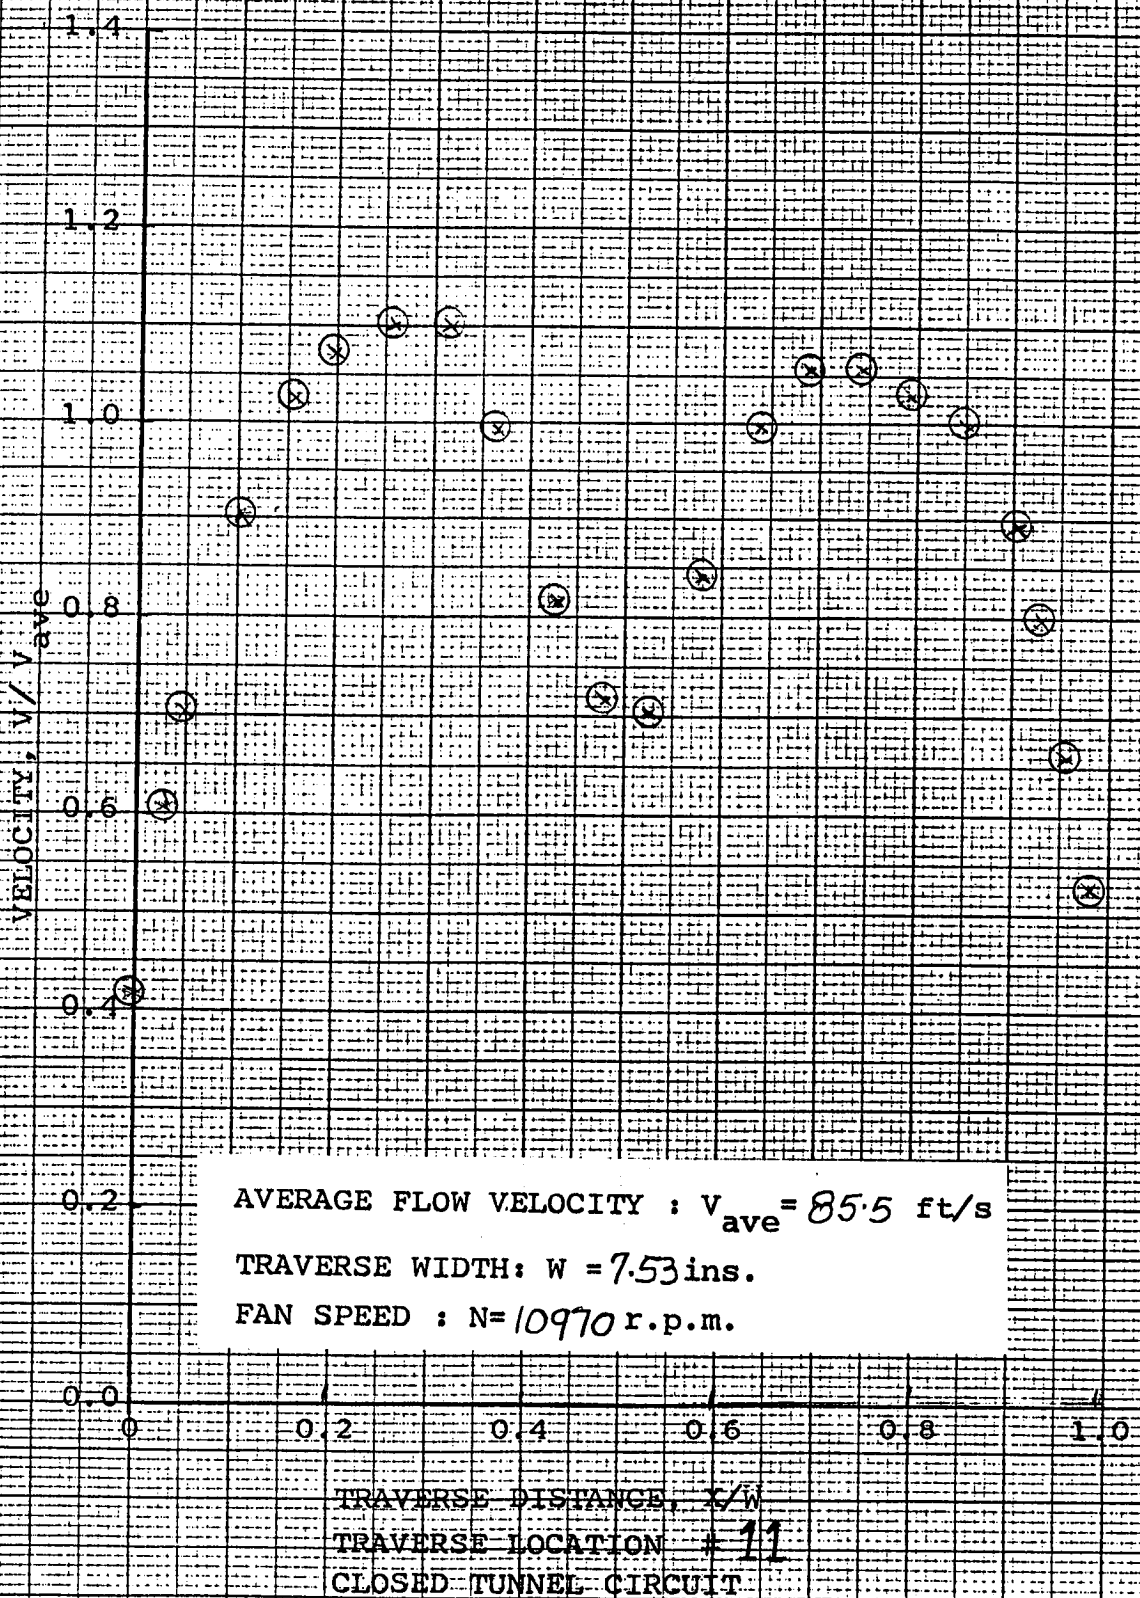 1.4
1.2
1.0
0.8
0.6
0.4
0.2
0.0
VELOCITY, V/ Vave
AVERAGE FLOW VELOCITY : Vave= 85.5 ft/s
TRAVERSE WIDTH: W =7.53 ins.
FAN SPEED : N=10970 r.p.m.
0 0.2 0.4 0.6 0.8 1.0
TRAVERSE DISTANCE, X/W
TRAVERSE LOCATION # 11
CLOSED TUNNEL CIRCUIT